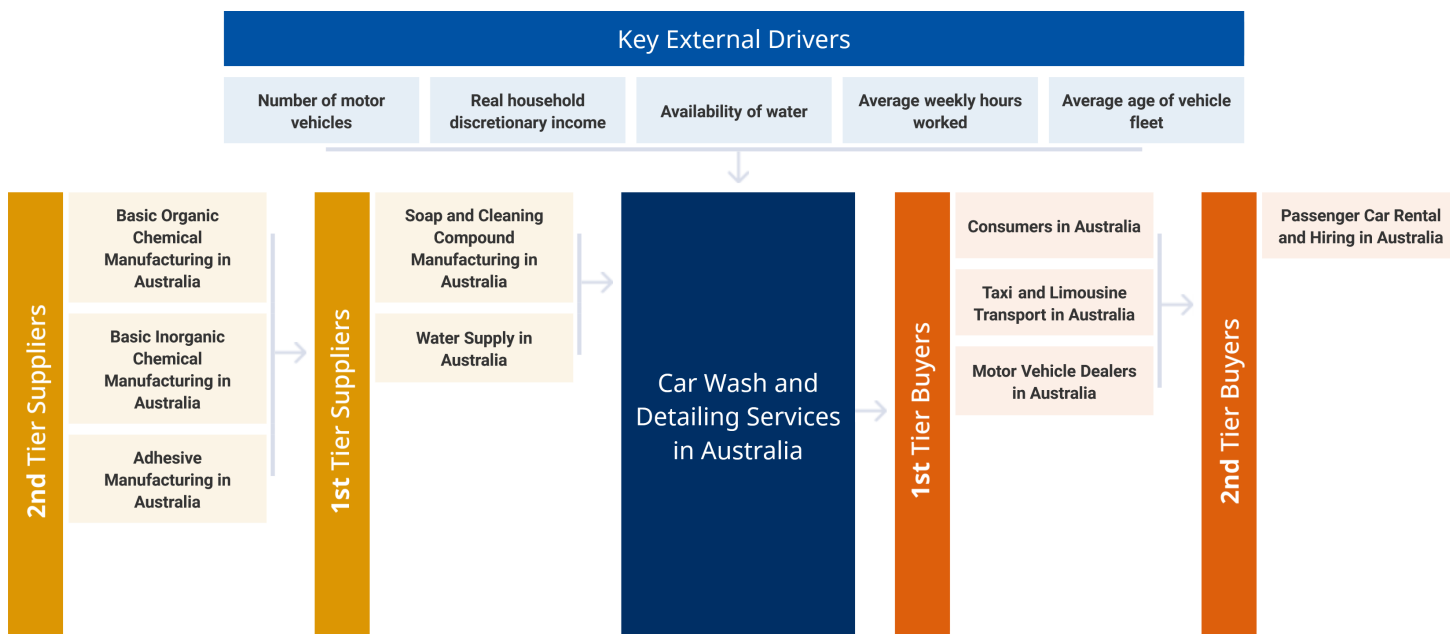 Key External Drivers
Number of motor
vehicles
Real household
discretionary income
Availability of water
Average weekly hours
worked
Average age of vehicle
fleet
2nd Tier Suppliers
Basic Organic
Chemical
Manufacturing in
Australia
Basic Inorganic
Chemical
Manufacturing in
Australia
Adhesive
Manufacturing in
Australia
1st Tier Suppliers
Soap and Cleaning
Compound
Manufacturing in
Australia
Water Supply in
Australia
Car Wash and
Detailing Services
in Australia
1st Tier Buyers
Consumers in Australia
Taxi and Limousine
Transport in Australia
Motor Vehicle Dealers
in Australia
2nd Tier Buyers
Passenger Car Rental
and Hiring in Australia